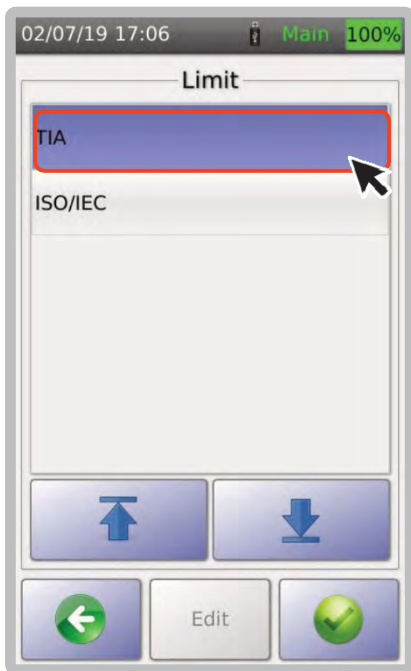 02/07/19 17:06 Main 100%
Limit
TIA
ISO/IEC
Edit